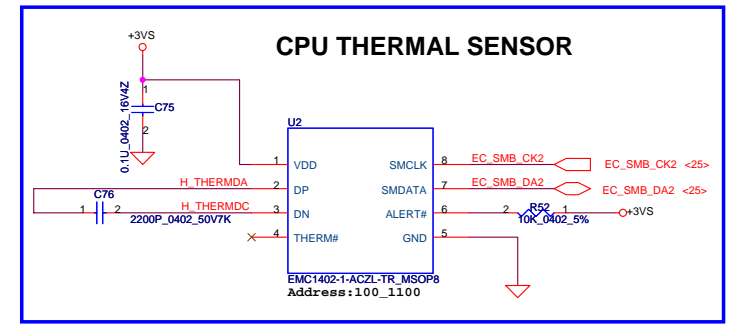 +3VS
CPU THERMAL SENSOR
1
C75
0.1U_0402_16V4Z
2
U2
1 VDD SMCLK 8 EC_SMB_CK2 EC_SMB_CK2 <25>
H_THERMDA 2 DP SMDATA 7 EC_SMB_DA2 EC_SMB_DA2 <25>
C76
1 2 H_THERMDC 3 DN ALERT# 6 2 R52 1 +3VS
2200P_0402_50V7K 10K_0402_5%
4 THERM# GND 5
EMC1402-1-ACZL-TR_MSOP8
Address:100_1100